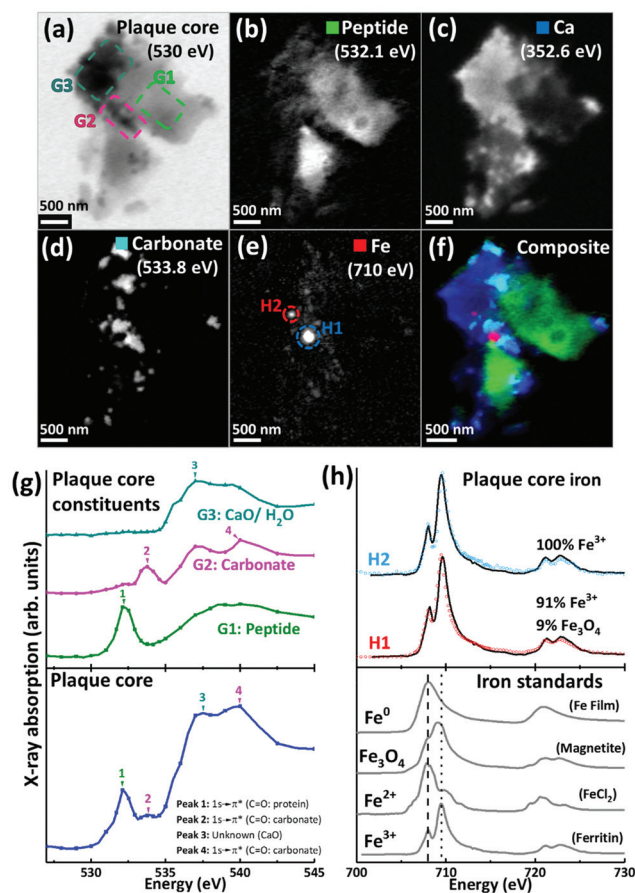 (a) Plaque core
(530 eV)
G3
G1
G2
500 nm
(b) Peptide
(532.1 eV)
500 nm
(c) Ca
(352.6 eV)
500 nm
(d) Carbonate
(533.8 eV)
500 nm
(e) Fe
(710 eV)
H2
H1
500 nm
(f) Composite
500 nm
(g) Plaque core
constituents
3
G3: CaO/ H₂O
4
2
G2: Carbonate
1
G1: Peptide
Plaque core
3
4
1
2
Peak 1: 1s→π* (C=O: protein)
Peak 2: 1s→π* (C=O: carbonate)
Peak 3: Unknown (CaO)
Peak 4: 1s→π* (C=O: carbonate)
530 535 540 545
Energy (eV)
X-ray absorption (arb. units)
(h) Plaque core iron
H2
100% Fe³⁺
H1
91% Fe³⁺
9% Fe₃O₄
Iron standards
Fe⁰
(Fe Film)
Fe₃O₄
(Magnetite)
Fe²⁺
(FeCl₂)
Fe³⁺
(Ferritin)
700 710 720 730
Energy (eV)